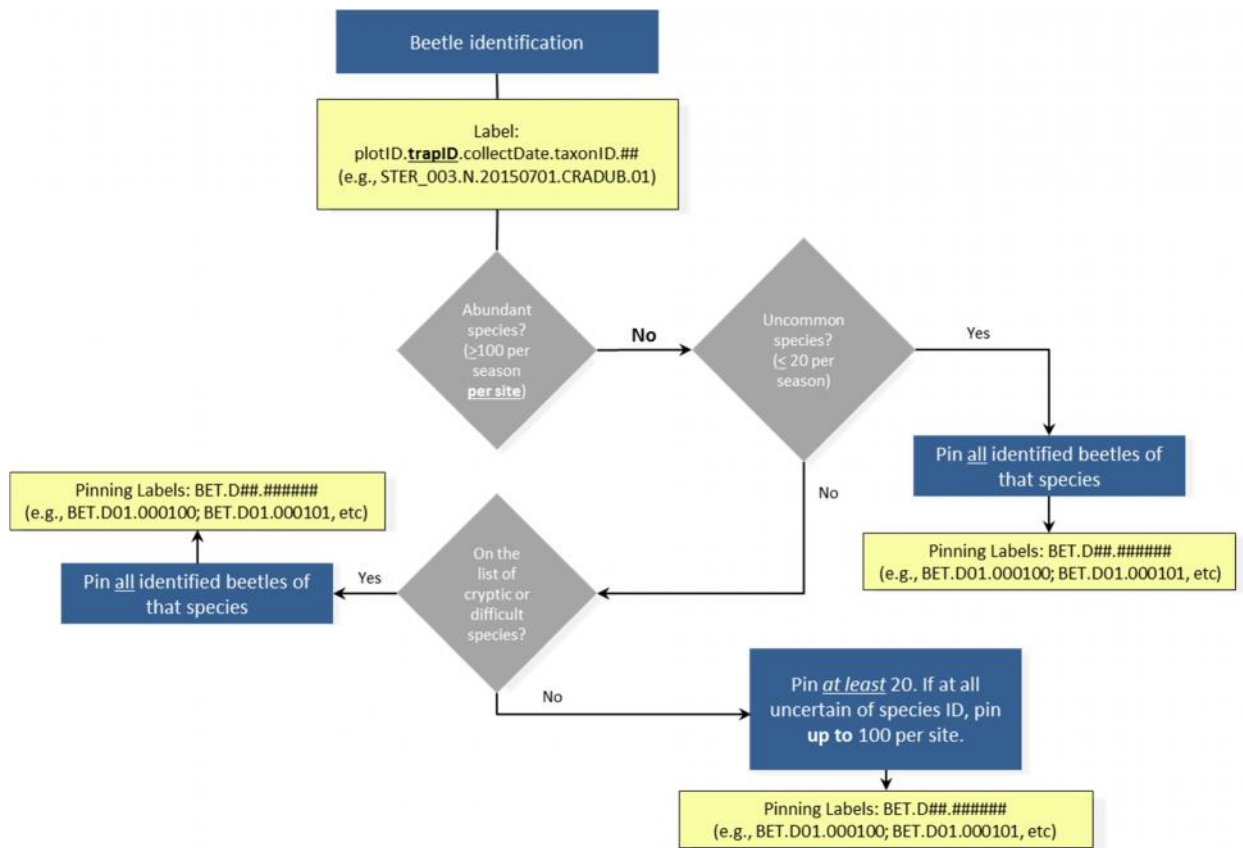 Beetle identification
Label:
plotID.trapID.collectDate.taxonID.##
(e.g., STER_003.N.20150701.CRADUB.01)
Abundant
species?
(≥100 per
season
per site)
No
Uncommon
species?
(≤ 20 per
season)
Yes
Pin all identified beetles of
that species
Pinning Labels: BET.D##.######
(e.g., BET.D01.000100; BET.D01.000101, etc)
No
On the
list of
cryptic or
difficult
species?
Yes
Pin all identified beetles of
that species
Pinning Labels: BET.D##.######
(e.g., BET.D01.000100; BET.D01.000101, etc)
No
Pin at least 20. If at all
uncertain of species ID, pin
up to 100 per site.
Pinning Labels: BET.D##.######
(e.g., BET.D01.000100; BET.D01.000101, etc)